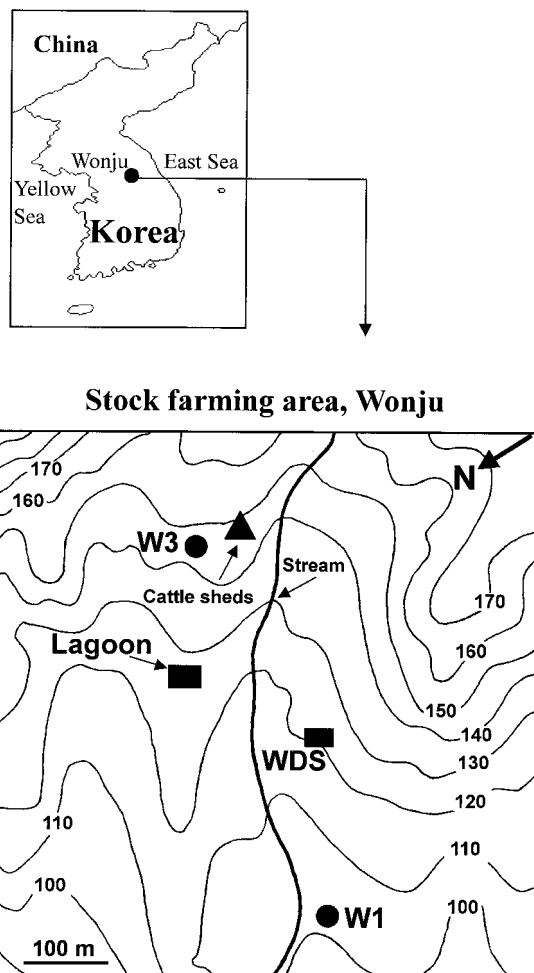 China
Wonju
East Sea
Yellow
Sea
Korea
Stock farming area, Wonju
N
170
160
W3
Cattle sheds
Stream
170
Lagoon
160
150
140
WDS
130
120
110
110
100
100
W1
100 m